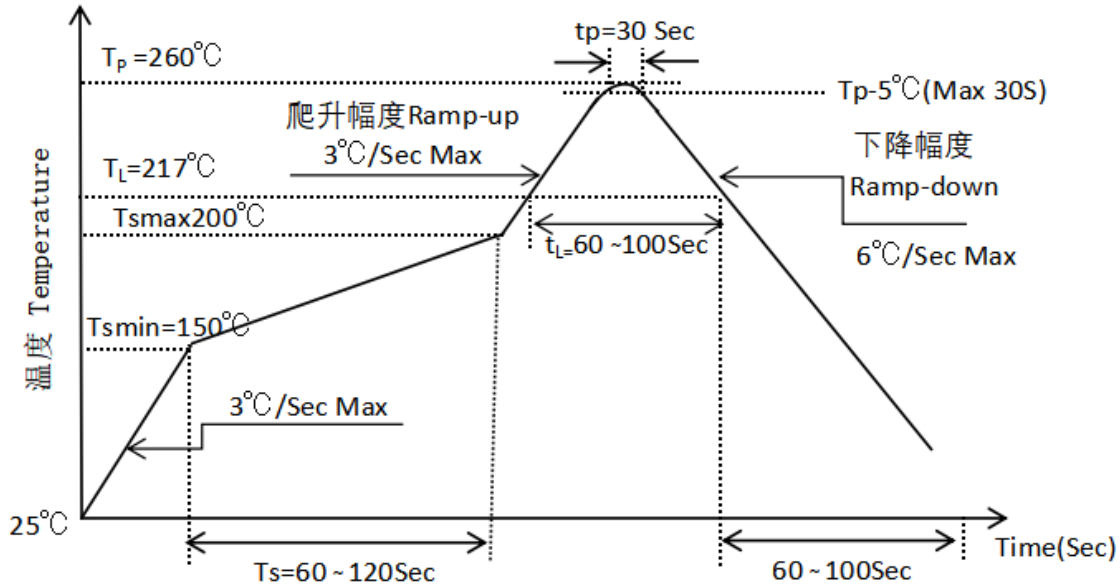 tp=30 Sec
TP =260℃
Tp-5℃(Max 30S)
爬升幅度Ramp-up
3℃/Sec Max
下降幅度
Ramp-down
6℃/Sec Max
TL=217℃
Tsmax200℃
tL=60 ~100Sec
Tsmin=150℃
温度 Temperature
3℃/Sec Max
25℃
Time(Sec)
Ts=60 ~ 120Sec
60 ~ 100Sec